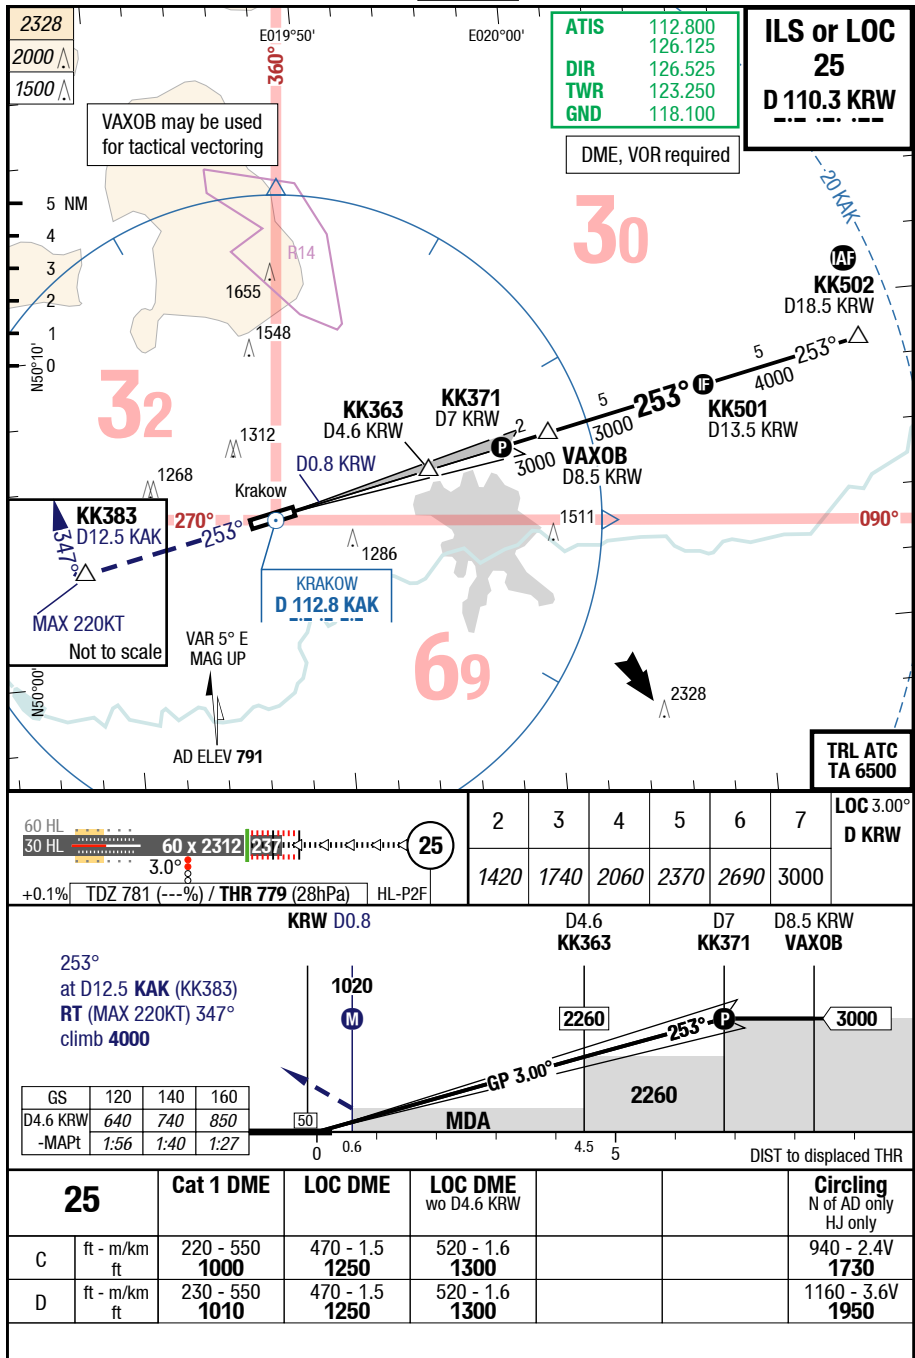 2328
2000
1500
E019°50'
E020°00'
360°
ATIS 112.800
126.125
DIR 126.525
TWR 123.250
GND 118.100
ILS or LOC
25
D 110.3 KRW
VAXOB may be used
for tactical vectoring
DME, VOR required
20 KAK
5 NM
4
3
2
1
0
N50°10'
R14
30
1655
IAF
KK502
D18.5 KRW
1548
32
5
253°
4000
KK371
D7 KRW
KK363
D4.6 KRW
5
253°
IF
3000
KK501
D13.5 KRW
2
P
3000
VAXOB
D8.5 KRW
1312
D0.8 KRW
1268
Krakow
KK383
D12.5 KAK
347°
270°
253°
1511
090°
1286
MAX 220KT
Not to scale
KRAKOW
D 112.8 KAK
VAR 5° E
MAG UP
69
N50°00'
2328
AD ELEV 791
TRL ATC
TA 6500
60 HL
30 HL
60 x 2312
237
25
3.0°
+0.1%
TDZ 781 (---%) / THR 779 (28hPa)
HL-P2F
2 3 4 5 6 7 LOC 3.00°
D KRW
1420 1740 2060 2370 2690 3000
KRW D0.8
D4.6
KK363
D7
KK371
D8.5 KRW
VAXOB
253°
at D12.5 KAK (KK383)
RT (MAX 220KT) 347°
climb 4000
1020
M
2260
253°
P
3000
GP 3.00°
2260
MDA
50
GS 120 140 160
D4.6 KRW 640 740 850
-MAPt 1:56 1:40 1:27
0 0.6 4.5 5
DIST to displaced THR
25 Cat 1 DME LOC DME LOC DME
wo D4.6 KRW
Circling
N of AD only
HJ only
C ft - m/km 220 - 550 470 - 1.5 520 - 1.6 940 - 2.4V
ft 1000 1250 1300 1730
D ft - m/km 230 - 550 470 - 1.5 520 - 1.6 1160 - 3.6V
ft 1010 1250 1300 1950